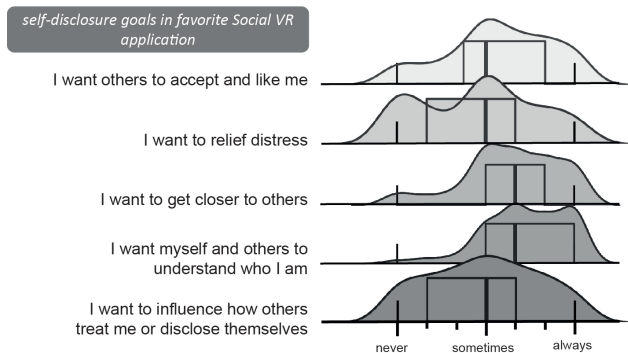 self-disclosure goals in favorite Social VR
application
I want others to accept and like me
I want to relief distress
I want to get closer to others
I want myself and others to
understand who I am
I want to influence how others
treat me or disclose themselves
never
sometimes
always